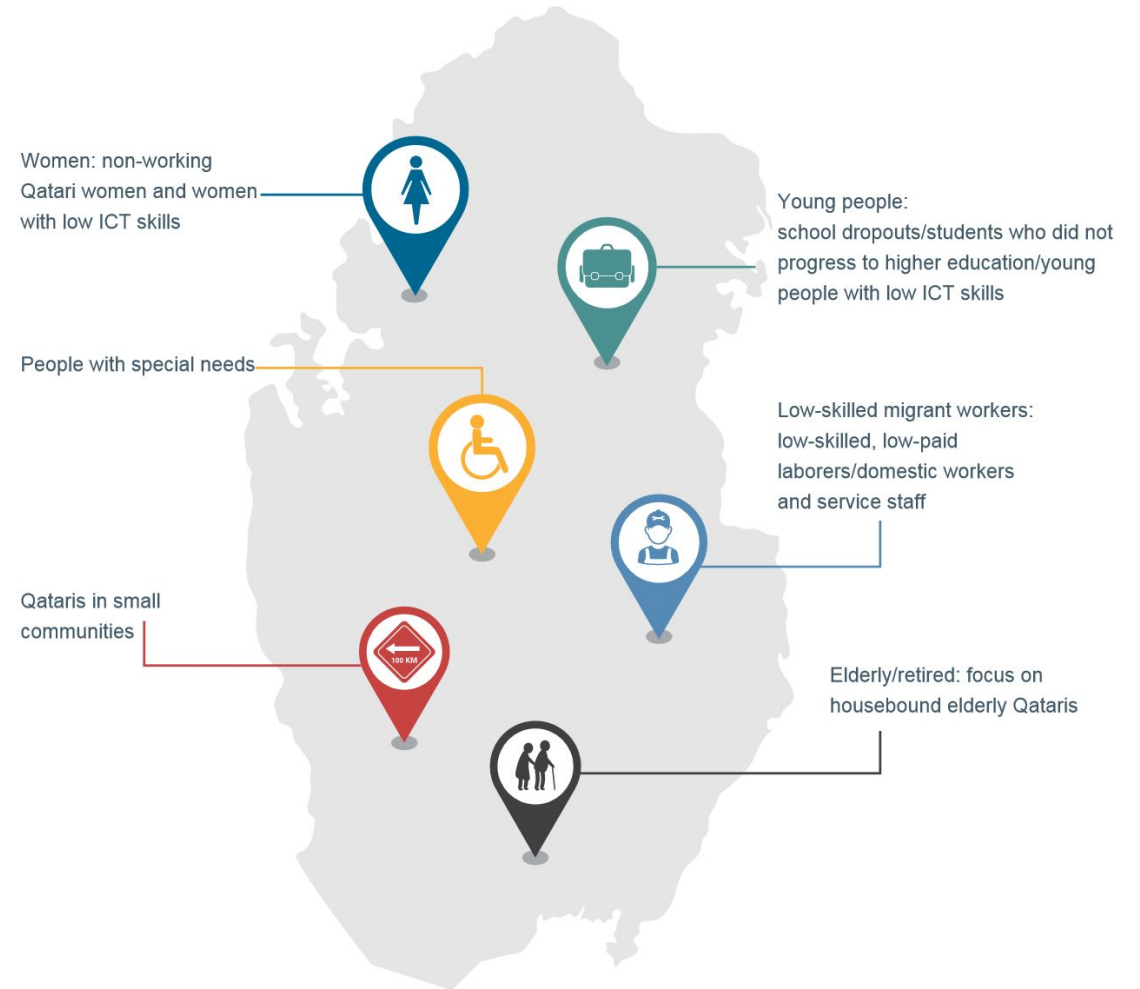 Women: non-working
Qatari women and women
with low ICT skills
Young people:
school dropouts/students who did not
progress to higher education/young
people with low ICT skills
People with special needs
Low-skilled migrant workers:
low-skilled, low-paid
laborers/domestic workers
and service staff
Qataris in small
communities
100 KM
Elderly/retired: focus on
housebound elderly Qataris